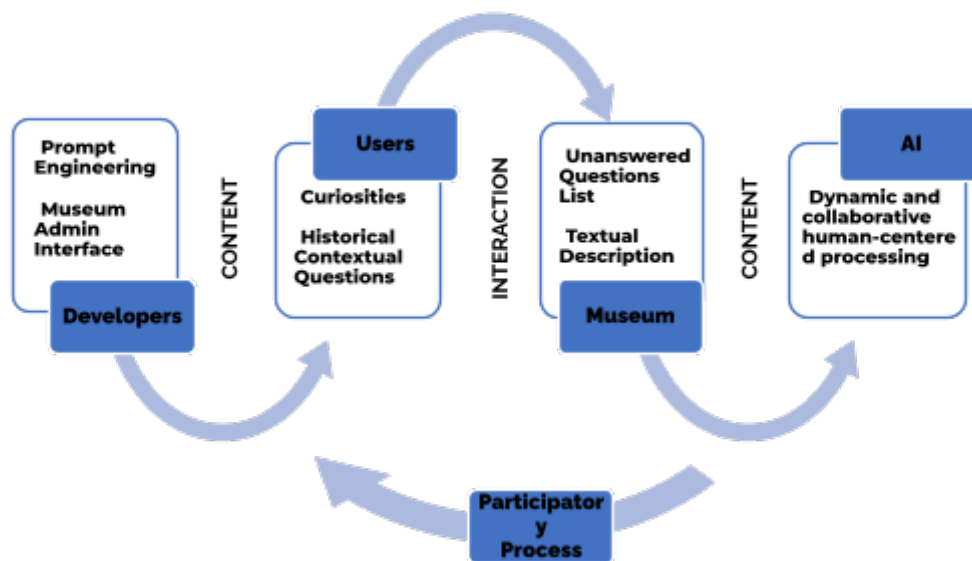 Prompt
Engineering
Museum
Admin
Interface
Developers
CONTENT
Users
Curiosities
Historical
Contextual
Questions
INTERACTION
Unanswered
Questions
List
Textual
Description
Museum
CONTENT
AI
Dynamic and
collaborative
human-centere
d processing
Participator
y
Process